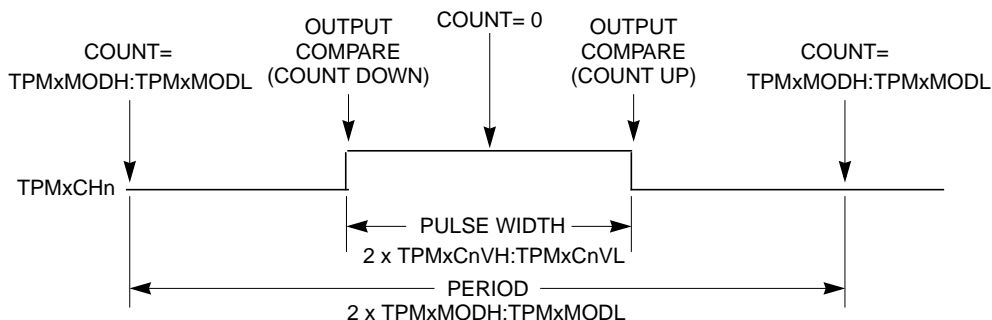 COUNT=
TPMxMODH:TPMxMODL
OUTPUT
COMPARE
(COUNT DOWN)
COUNT= 0
OUTPUT
COMPARE
(COUNT UP)
COUNT=
TPMxMODH:TPMxMODL
TPMxCHn
PULSE WIDTH
2 x TPMxCnVH:TPMxCnVL
PERIOD
2 x TPMxMODH:TPMxMODL